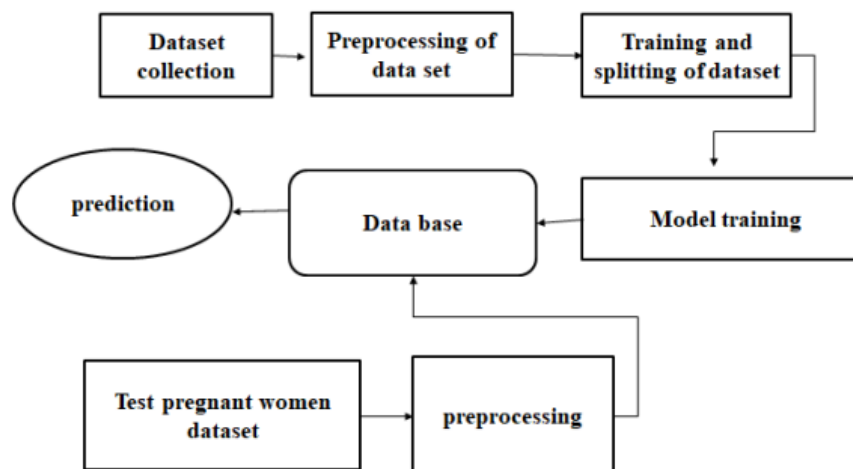 Dataset
collection
Preprocessing of
data set
Training and
splitting of dataset
prediction
Data base
Model training
Test pregnant women
dataset
preprocessing